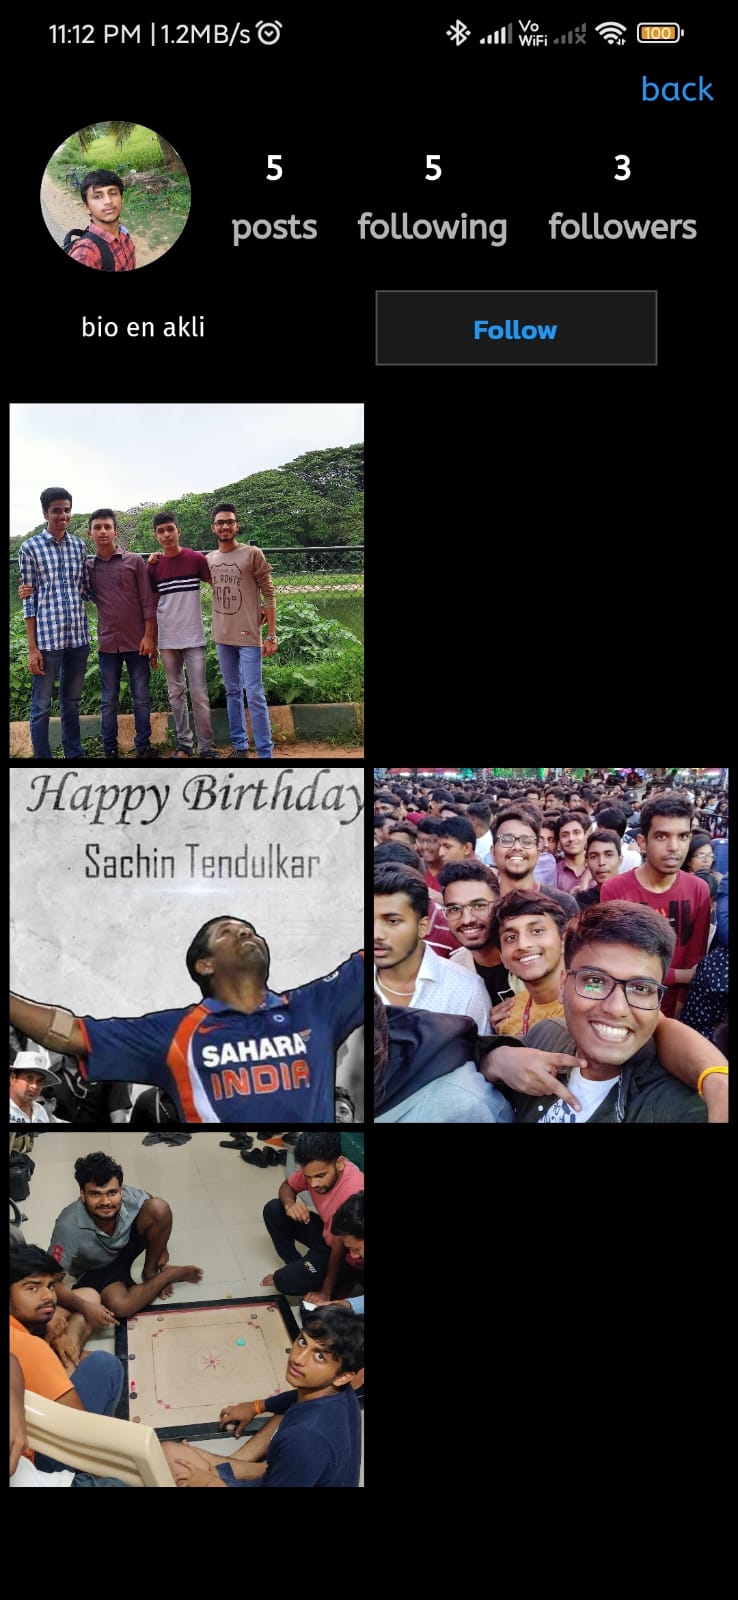 11:12 PM | 1.2MB/s
Vo
WiFi
100
back
5 5 3
posts following followers
bio en akli
Follow
Happy Birthday
Sachin Tendulkar
SAHARA
INDIA